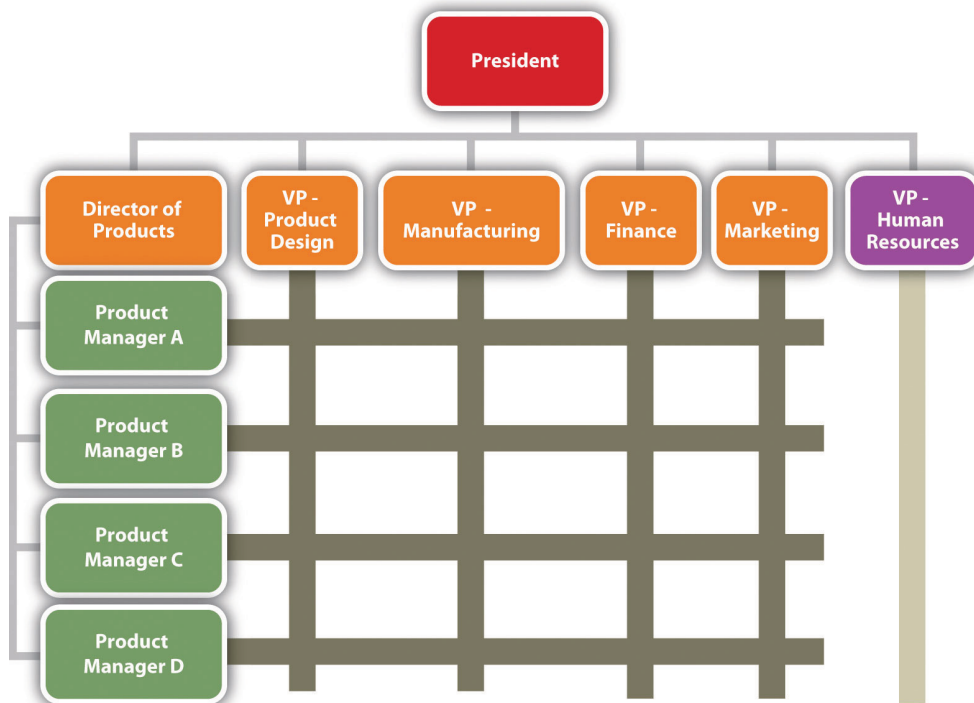 President
Director of
Products
VP -
Product
Design
VP -
Manufacturing
VP -
Finance
VP -
Marketing
VP -
Human
Resources
Product
Manager A
Product
Manager B
Product
Manager C
Product
Manager D